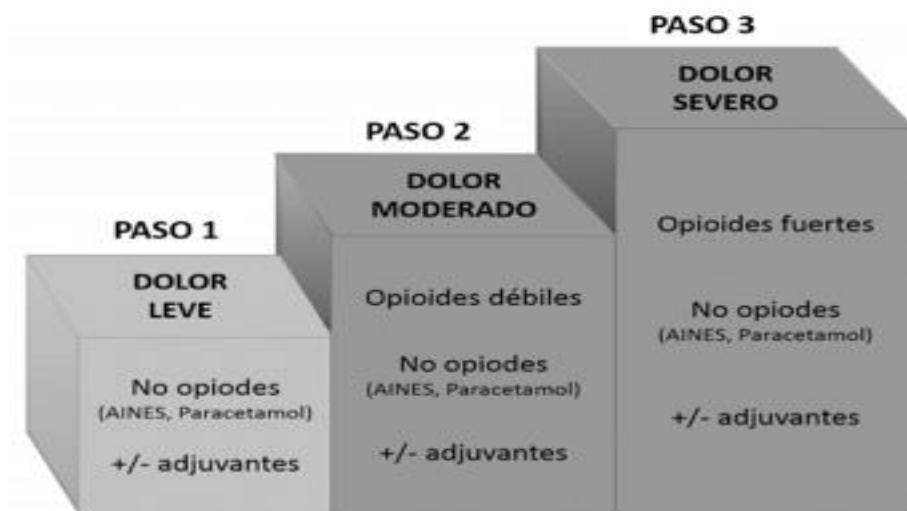 PASO 1
DOLOR
LEVE
No opiodes
(AINES, Paracetamol)
+/- adjuvantes
PASO 2
DOLOR
MODERADO
Opioides débiles
No opiodes
(AINES, Paracetamol)
+/- adjuvantes
PASO 3
DOLOR
SEVERO
Opioides fuertes
No opiodes
(AINES, Paracetamol)
+/- adjuvantes